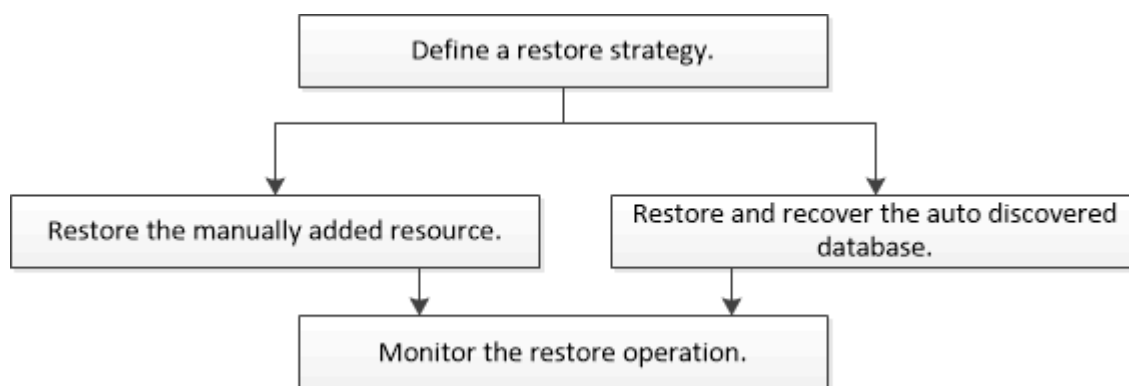 Define a restore strategy.
Restore the manually added resource.
Restore and recover the auto discovered
database.
Monitor the restore operation.